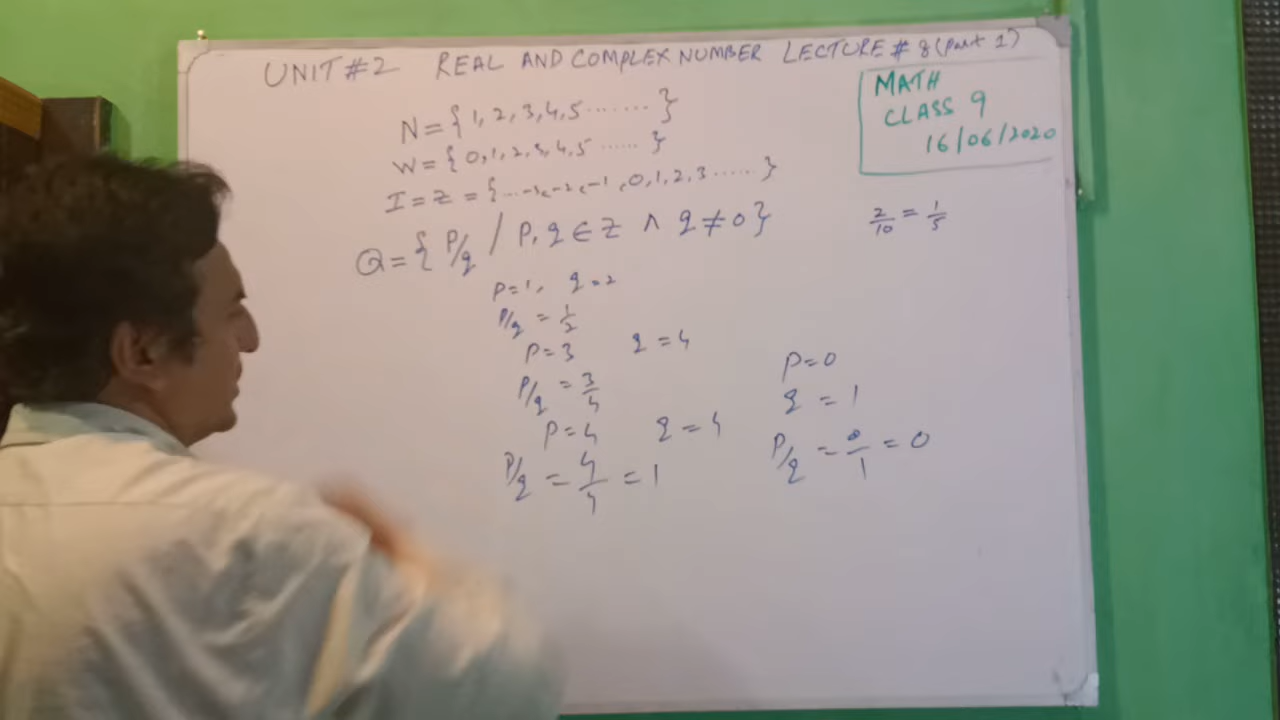 UNIT #2 REAL AND COMPLEX NUMBER LECTURE # 8 (Part 1)
MATH
CLASS 9
16/06/2020
N = {1, 2, 3, 4, 5 ....... }
W = {0, 1, 2, 3, 4, 5 ...... }
I = Z = {...-3, -2, -1, 0, 1, 2, 3 ...... }
Q = { P/q / P, q ∈ Z ∧ q ≠ 0 }
2/10 = 1/5
P=1, q=2
P/q = 1/2
P=3 q=4
P/q = 3/4
P=4 q=4
P/q = 4/4 = 1
P=0
q = 1
P/q = 0/1 = 0